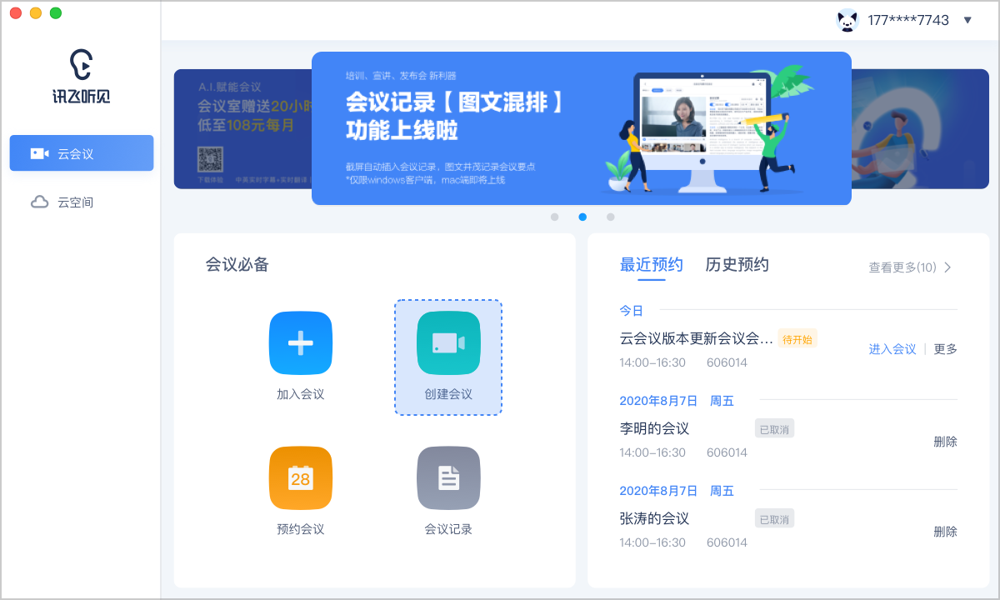 177****7743
讯飞听见
云会议
云空间
A.I.赋能会议
会议室赠送20小时
低至108元每月
下载体验 中英实时字幕+实时翻译
培训、宣讲、发布会 新利器
会议记录【图文混排】
功能上线啦
截屏自动插入会议记录，图文并茂记录会议要点
*仅限windows客户端，mac端即将上线
会议必备
加入会议
创建会议
28
预约会议
会议记录
最近预约 历史预约 查看更多(10)
今日
云会议版本更新会议会... 待开始
进入会议 | 更多
14:00-16:30 606014
2020年8月7日 周五
李明的会议 已取消
删除
14:00-16:30 606014
2020年8月7日 周五
张涛的会议 已取消
删除
14:00-16:30 606014